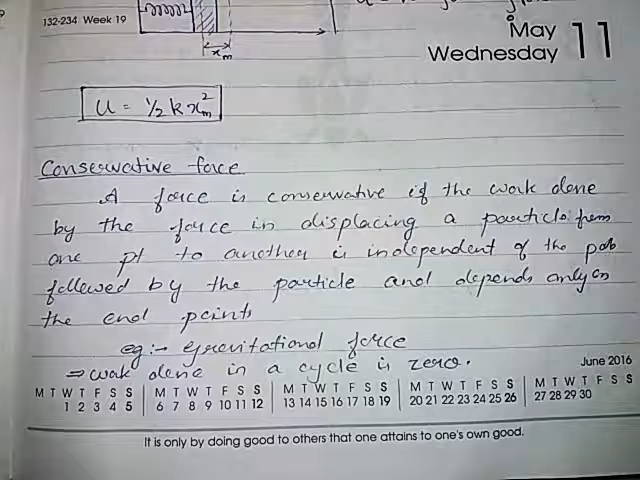 132-234 Week 19
xm
May
Wednesday 11
U = 1/2 k xm²
Conservative force
A force is conservative if the work done
by the force in displacing a particle from
one pt to another is independent of the path
followed by the particle and depends only on
the end points
eg:- gravitational force
⇒ work done in a cycle is zero.
June 2016
M T W T F S S M T W T F S S M T W T F S S M T W T F S S M T W T F S S
1 2 3 4 5 6 7 8 9 10 11 12 13 14 15 16 17 18 19 20 21 22 23 24 25 26 27 28 29 30
It is only by doing good to others that one attains to one's own good.